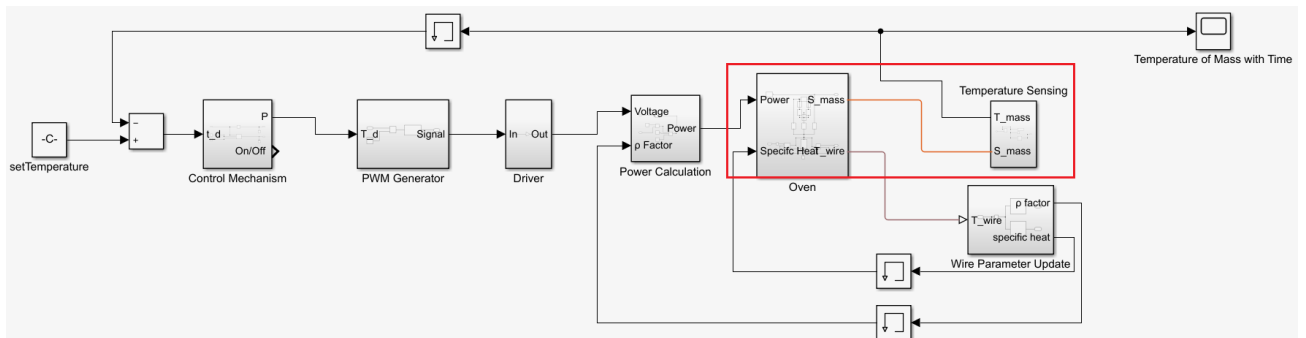 Temperature of Mass with Time
-C-
setTemperature
−
+
t_d
P
On/Off
Control Mechanism
T_d
Signal
PWM Generator
In
Out
Driver
Voltage
ρ Factor
Power
Power Calculation
Power
Specifc Heat
S_mass
T_wire
Oven
Temperature Sensing
T_mass
S_mass
T_wire
ρ factor
specific heat
Wire Parameter Update